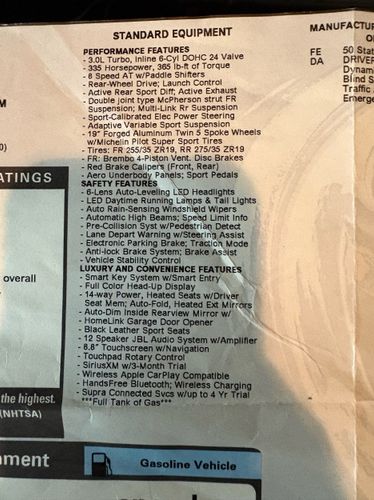 STANDARD EQUIPMENT
PERFORMANCE FEATURES
- 3.0L Turbo, Inline 6-Cyl DOHC 24 Valve
- 335 Horsepower, 365 lb-ft of Torque
- 8 Speed AT w/Paddle Shifters
- Rear-Wheel Drive; Launch Control
- Active Rear Sport Diff; Active Exhaust
- Double joint type McPherson strut FR
Suspension; Multi-Link Rr Suspension
- Sport-Calibrated Elec Power Steering
- Adaptive Variable Sport Suspension
- 19" Forged Aluminum Twin 5 Spoke Wheels
w/Michelin Pilot Super Sport Tires
- Tires: FR 255/35 ZR19, RR 275/35 ZR19
- FR: Brembo 4-Piston Vent. Disc Brakes
- Red Brake Calipers (Front, Rear)
- Aero Underbody Panels; Sport Pedals
SAFETY FEATURES
- 6-Lens Auto-Leveling LED Headlights
- LED Daytime Running Lamps & Tail Lights
- Auto Rain-Sensing Windshield Wipers
- Automatic High Beams; Speed Limit Info
- Pre-Collision Syst w/Pedestrian Detect
- Lane Depart Warning w/Steering Assist
- Electronic Parking Brake; Traction Mode
- Anti-lock Brake System; Brake Assist
- Vehicle Stability Control
LUXURY AND CONVENIENCE FEATURES
- Smart Key System w/Smart Entry
- Full Color Head-Up Display
- 14-way Power, Heated Seats w/Driver
Seat Mem; Auto-Fold, Heated Ext Mirrors
- Auto-Dim Inside Rearview Mirror w/
HomeLink Garage Door Opener
- Black Leather Sport Seats
- 12 Speaker JBL Audio System w/Amplifier
- 8.8" Touchscreen w/Navigation
- Touchpad Rotary Control
- SiriusXM w/3-Month Trial
- Wireless Apple CarPlay Compatible
- HandsFree Bluetooth; Wireless Charging
- Supra Connected Svcs w/up to 4 Yr Trial
***Full Tank of Gas***
MANUFACTU
O
FE 50 Stat
DA DRIVER
Dynam
Blind S
Traffic
Emerge
M
0)
ATINGS
overall
the highest.
(NHTSA)
nment
Gasoline Vehicle